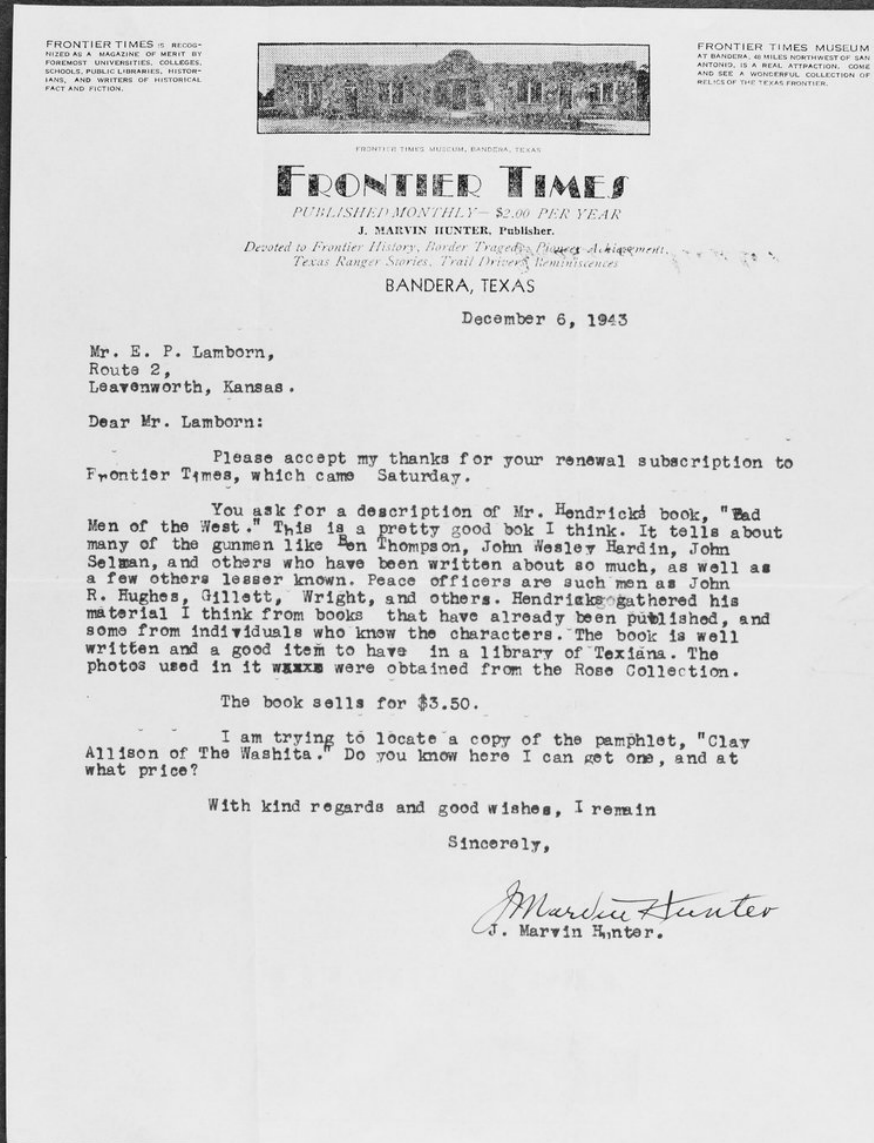 FRONTIER TIMES IS RECOG-
NIZED AS A MAGAZINE OF MERIT BY
FOREMOST UNIVERSITIES, COLLEGES,
SCHOOLS, PUBLIC LIBRARIES, HISTOR-
IANS, AND WRITERS OF HISTORICAL
FACT AND FICTION.
FRONTIER TIMES MUSEUM
AT BANDERA, 48 MILES NORTHWEST OF SAN
ANTONIO, IS A REAL ATTRACTION. COME
AND SEE A WONDERFUL COLLECTION OF
RELICS OF THE TEXAS FRONTIER.
FRONTIER TIMES MUSEUM, BANDERA, TEXAS
FRONTIER TIMES
PUBLISHED MONTHLY— $2.00 PER YEAR
J. MARVIN HUNTER, Publisher.
Devoted to Frontier History, Border Tragedy, Pioneer Achievement,
Texas Ranger Stories, Trail Drivers Reminiscences
BANDERA, TEXAS
December 6, 1943
Mr. E. P. Lamborn,
Route 2,
Leavenworth, Kansas.
Dear Mr. Lamborn:
Please accept my thanks for your renewal subscription to
Frontier Times, which came Saturday.
You ask for a description of Mr. Hendricks book, "Bad
Men of the West." This is a pretty good bok I think. It tells about
many of the gunmen like Ben Thompson, John Wesley Hardin, John
Selman, and others who have been written about so much, as well as
a few others lesser known. Peace officers are such men as John
R. Hughes, Gillett, Wright, and others. Hendricks gathered his
material I think from books that have already been published, and
some from individuals who knew the characters. The book is well
written and a good item to have in a library of Texiana. The
photos used in it were obtained from the Rose Collection.
The book sells for $3.50.
I am trying to locate a copy of the pamphlet, "Clay
Allison of The Washita." Do you know here I can get one, and at
what price?
With kind regards and good wishes, I remain
Sincerely,
J Marvin Hunter
J. Marvin Hunter.